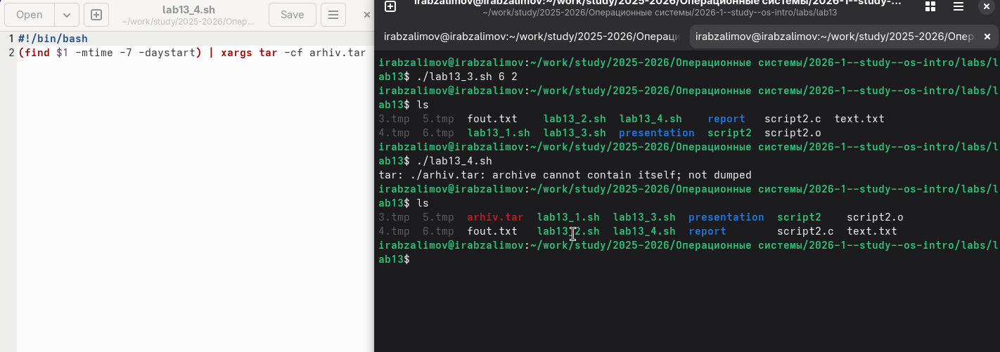 Open
lab13_4.sh
~/work/study/2025-2026/Опер...
Save
1 #!/bin/bash
2 (find $1 -mtime -7 -daystart) | xargs tar -cf arhiv.tar
irabzalimov@irabzalimov:~/work/study/2025-2026/Операционные системы/2026-1--study-...
~/work/study/2025-2026/Операционные системы/2026-1--study--os-intro/labs/lab13
irabzalimov@irabzalimov:~/work/study/2025-2026/Операци
irabzalimov@irabzalimov:~/work/study/2025-2026/Опер
irabzalimov@irabzalimov:~/work/study/2025-2026/Операционные системы/2026-1--study--os-intro/labs/l
ab13$ ./lab13_3.sh 6 2
irabzalimov@irabzalimov:~/work/study/2025-2026/Операционные системы/2026-1--study--os-intro/labs/l
ab13$ ls
3.tmp 5.tmp fout.txt lab13_2.sh lab13_4.sh report script2.c text.txt
4.tmp 6.tmp lab13_1.sh lab13_3.sh presentation script2 script2.o
irabzalimov@irabzalimov:~/work/study/2025-2026/Операционные системы/2026-1--study--os-intro/labs/l
ab13$ ./lab13_4.sh
tar: ./arhiv.tar: archive cannot contain itself; not dumped
irabzalimov@irabzalimov:~/work/study/2025-2026/Операционные системы/2026-1--study--os-intro/labs/l
ab13$ ls
3.tmp 5.tmp arhiv.tar lab13_1.sh lab13_3.sh presentation script2 script2.o
4.tmp 6.tmp fout.txt lab13_2.sh lab13_4.sh report script2.c text.txt
irabzalimov@irabzalimov:~/work/study/2025-2026/Операционные системы/2026-1--study--os-intro/labs/l
ab13$